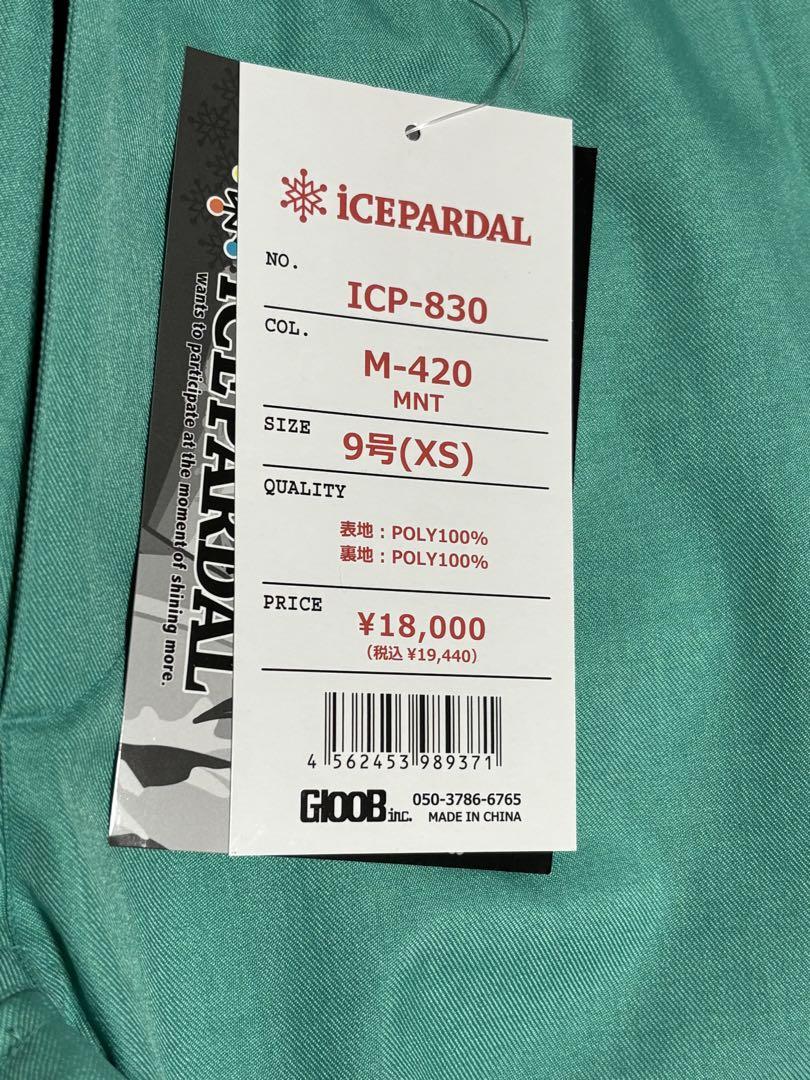 iCEPARDAL
NO.
ICP-830
COL.
M-420
MNT
SIZE
9号(XS)
QUALITY
表地：POLY100%
裏地：POLY100%
PRICE
¥18,000
(税込 ¥19,440)
4 562453 989371
GlOOB inc.
050-3786-6765
MADE IN CHINA
iCEPARDAL
wants to participate at the moment of shining more.